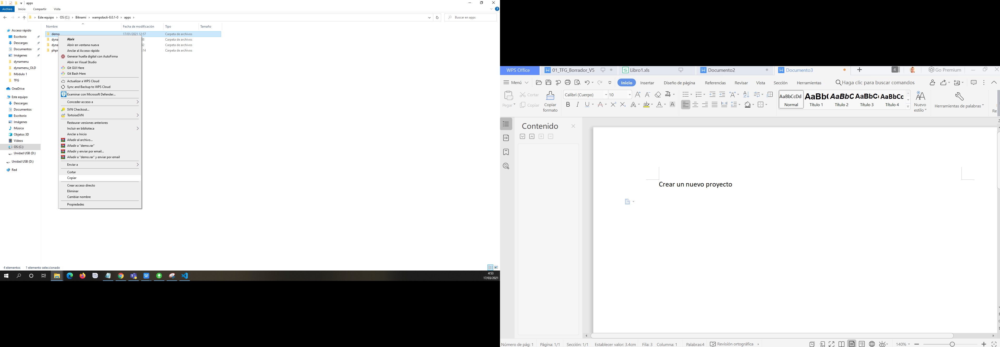 apps
Archivo Inicio Compartir Vista
Este equipo › OS (C:) › Bitnami › wampstack-8.0.1-0 › apps ›
Buscar en apps
Nombre Fecha de modificación Tipo Tamaño
demo 17/01/2021 12:57 Carpeta de archivos
dyna 38 Carpeta de archivos
dyna 32 Carpeta de archivos
phpr :14 Carpeta de archivos
Acceso rápido
Escritorio
Descargas
Documentos
Imágenes
dynamenu
dynamenu_OLD
Módulo 1
TFG
OneDrive
Este equipo
Descargas
Documentos
Escritorio
Imágenes
Música
Objetos 3D
Vídeos
OS (C:)
Unidad USB (D:)
Unidad USB (D:)
Red
Abrir
Abrir en ventana nueva
Anclar al Acceso rápido
Generar huella digital con AutoFirma
Abrir en Visual Studio
Git GUI Here
Git Bash Here
Actualizar a WPS Cloud
Sync and Backup to WPS Cloud
Examinar con Microsoft Defender...
Conceder acceso a
SVN Checkout...
TortoiseSVN
Restaurar versiones anteriores
Incluir en biblioteca
Anclar a Inicio
Añadir al archivo...
Añadir a "demo.rar"
Añadir y enviar por email...
Añadir a "demo.rar" y enviar por email
Enviar a
Cortar
Copiar
Crear acceso directo
Eliminar
Cambiar nombre
Propiedades
4 elementos 1 elemento seleccionado
4:53
17/03/2021
WPS Office 01_TFG_Borrador_V5 Libro1.xls Documento2 Documento3 4 Go Premium
Menú Inicio Insertar Diseño de página Referencias Revisar Vista Sección Herramientas Haga clic para buscar comandos
Pegar Cortar Copiar Copiar formato
Calibri (Cuerpo) 10
AaBbCcDd AaBb( AaBbC AaBbC AaBbCc
Normal Título 1 Título 2 Título 3 Título 4
Nuevo estilo
Herramientas de palabras
Re
Contenido
Crear un nuevo proyecto
Número de pág: 1 Página: 1/1 Sección: 1/1 Establecer valor: 3.4cm Fila: 3 Columna: 1 Palabras:4 Revisión ortográfica 140%